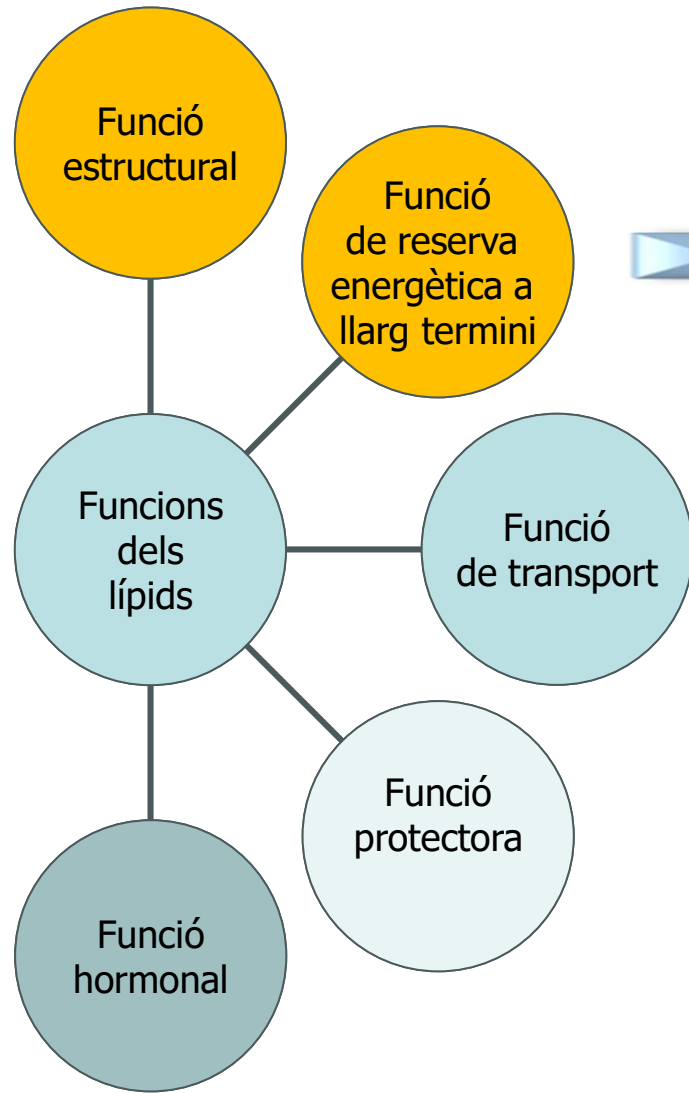 Funció
estructural
Funció
de reserva
energètica a
llarg termini
Funcions
dels
lípids
Funció
de transport
Funció
protectora
Funció
hormonal